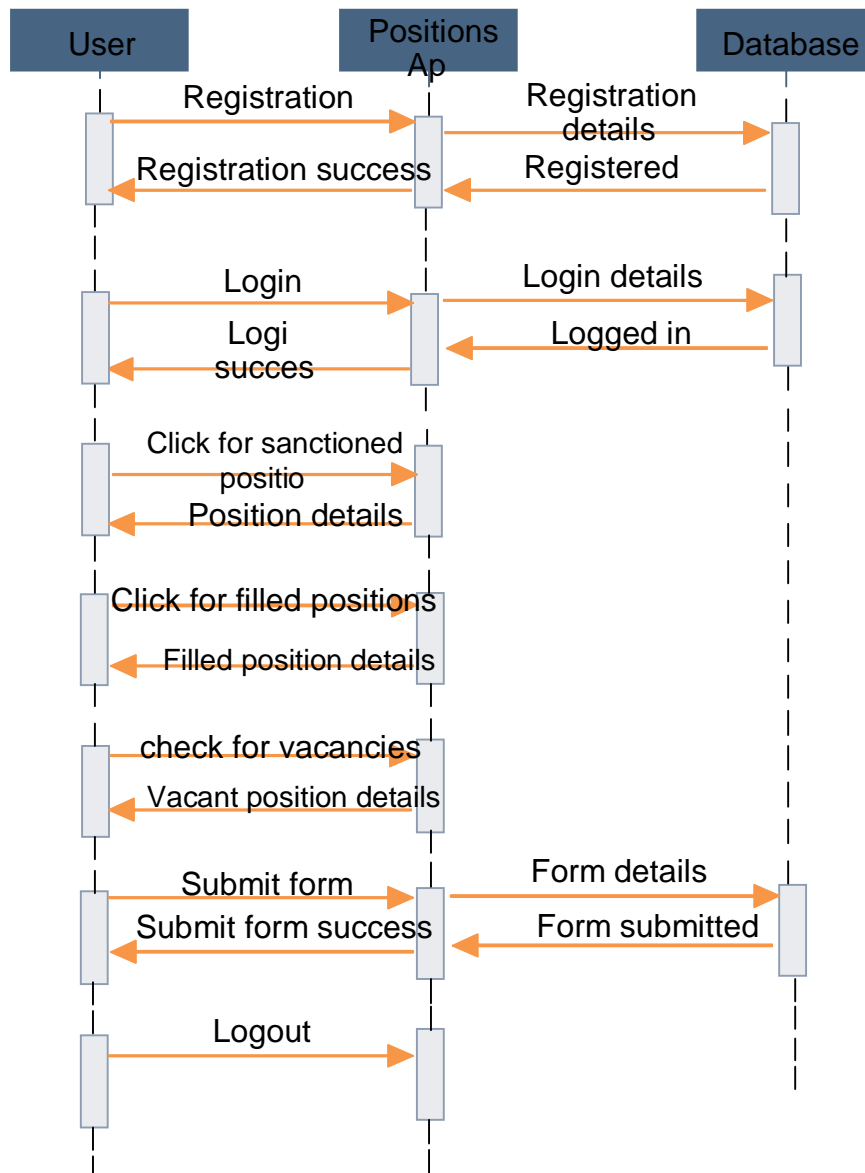 User
Positions
Ap
Database
Registration
Registration
details
Registration success
Registered
Login
Login details
Logi
succes
Logged in
Click for sanctioned
positio
Position details
Click for filled positions
Filled position details
check for vacancies
Vacant position details
Submit form
Form details
Submit form success
Form submitted
Logout